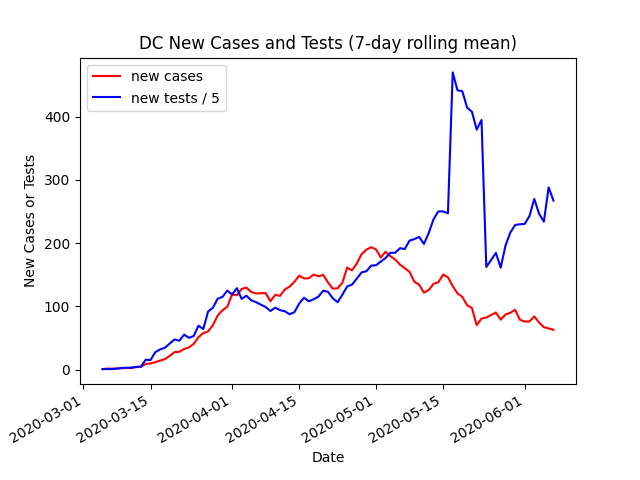 DC New Cases and Tests (7-day rolling mean)
new cases
new tests / 5
New Cases or Tests
400
300
200
100
0
2020-03-01
2020-03-15
2020-04-01
2020-04-15
2020-05-01
2020-05-15
2020-06-01
Date